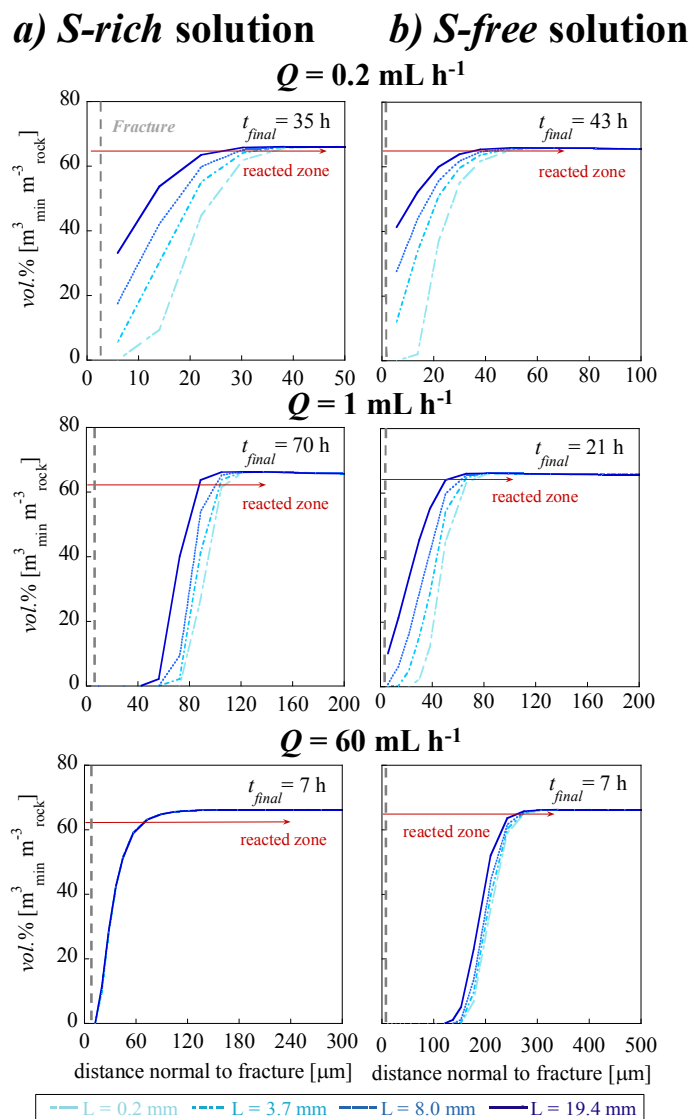 a) S-rich solution b) S-free solution
Q = 0.2 mL h-1
80
60
40
20
0
vol.% [m3min m-3rock]
Fracture
tfinal = 35 h
reacted zone
0 10 20 30 40 50
tfinal = 43 h
reacted zone
0 20 40 60 80 100
Q = 1 mL h-1
80
60
40
20
0
vol.% [m3min m-3rock]
tfinal = 70 h
reacted zone
0 40 80 120 160 200
tfinal = 21 h
reacted zone
0 40 80 120 160 200
Q = 60 mL h-1
80
60
40
20
0
vol.% [m3min m-3rock]
tfinal = 7 h
reacted zone
0 60 120 180 240 300
distance normal to fracture [μm]
tfinal = 7 h
reacted zone
0 100 200 300 400 500
distance normal to fracture [μm]
L = 0.2 mm L = 3.7 mm L = 8.0 mm L = 19.4 mm